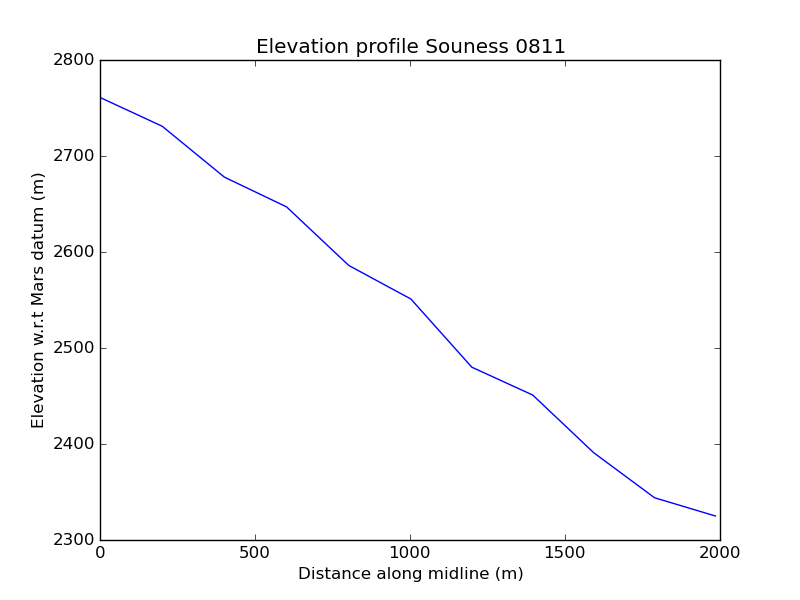 Elevation profile Souness 0811
2800
2700
2600
2500
2400
2300
Elevation w.r.t Mars datum (m)
0 500 1000 1500 2000
Distance along midline (m)